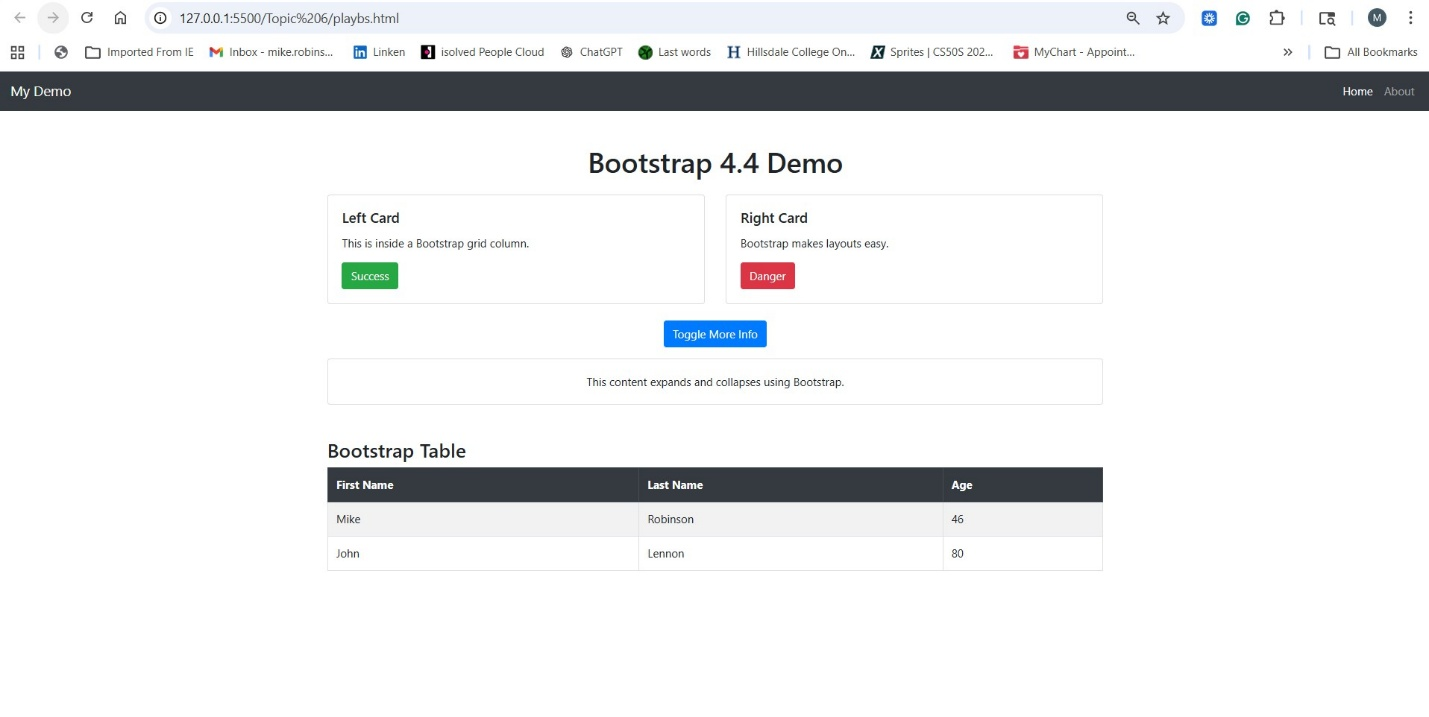 127.0.0.1:5500/Topic%206/playbs.html
M
Imported From IE
Inbox - mike.robins...
Linken
isolved People Cloud
ChatGPT
Last words
Hillsdale College On...
Sprites | CS50S 202...
MyChart - Appoint...
»
All Bookmarks
My Demo
Home About
Bootstrap 4.4 Demo
Left Card
This is inside a Bootstrap grid column.
Success
Right Card
Bootstrap makes layouts easy.
Danger
Toggle More Info
This content expands and collapses using Bootstrap.
Bootstrap Table
First Name Last Name Age
Mike Robinson 46
John Lennon 80